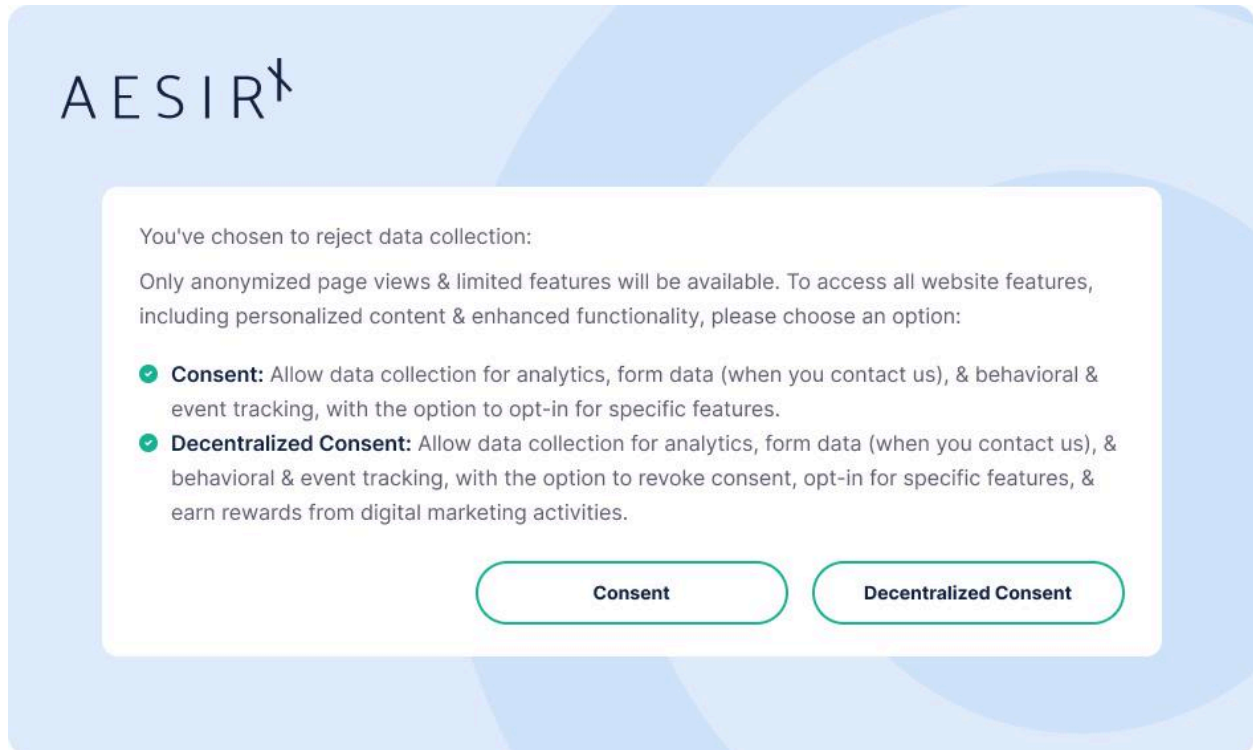 AESIRX
You've chosen to reject data collection:
Only anonymized page views & limited features will be available. To access all website features,
including personalized content & enhanced functionality, please choose an option:
Consent: Allow data collection for analytics, form data (when you contact us), & behavioral &
event tracking, with the option to opt-in for specific features.
Decentralized Consent: Allow data collection for analytics, form data (when you contact us), &
behavioral & event tracking, with the option to revoke consent, opt-in for specific features, &
earn rewards from digital marketing activities.
Consent
Decentralized Consent